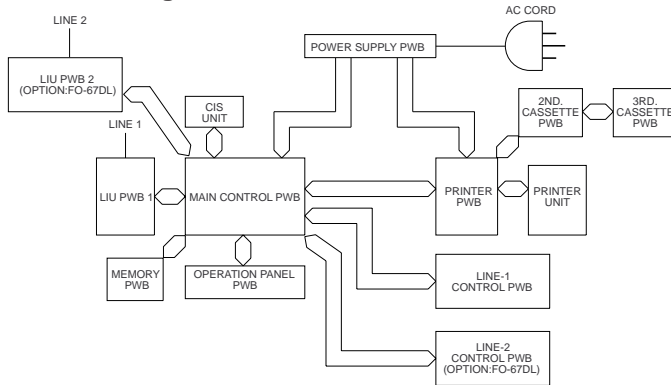 LINE 2
AC CORD
POWER SUPPLY PWB
LIU PWB 2
(OPTION:FO-67DL)
CIS
UNIT
2ND.
CASSETTE
PWB
3RD.
CASSETTE
PWB
LINE 1
LIU PWB 1
MAIN CONTROL PWB
PRINTER
PWB
PRINTER
UNIT
MEMORY
PWB
OPERATION PANEL
PWB
LINE-1
CONTROL PWB
LINE-2
CONTROL PWB
(OPTION:FO-67DL)